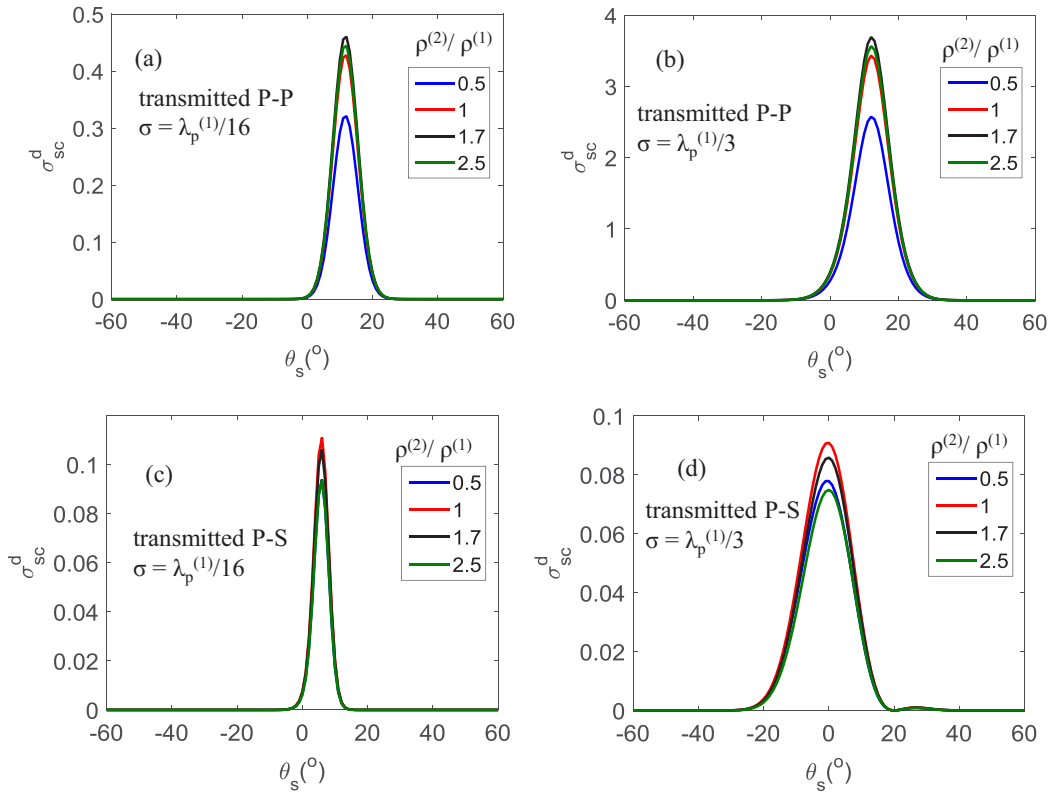 0.5
0.4
0.3
0.2
0.1
0
σ_sc^d
(a)
transmitted P-P
σ = λ_p^(1)/16
ρ^(2)/ ρ^(1)
0.5
1
1.7
2.5
-60 -40 -20 0 20 40 60
θ_s(°)
4
3
2
1
0
σ_sc^d
(b)
transmitted P-P
σ = λ_p^(1)/3
ρ^(2)/ ρ^(1)
0.5
1
1.7
2.5
-60 -40 -20 0 20 40 60
θ_s(°)
0.1
0.08
0.06
0.04
0.02
0
σ_sc^d
(c)
transmitted P-S
σ = λ_p^(1)/16
ρ^(2)/ ρ^(1)
0.5
1
1.7
2.5
-60 -40 -20 0 20 40 60
θ_s(°)
0.1
0.08
0.06
0.04
0.02
0
σ_sc^d
(d)
transmitted P-S
σ = λ_p^(1)/3
ρ^(2)/ ρ^(1)
0.5
1
1.7
2.5
-60 -40 -20 0 20 40 60
θ_s(°)